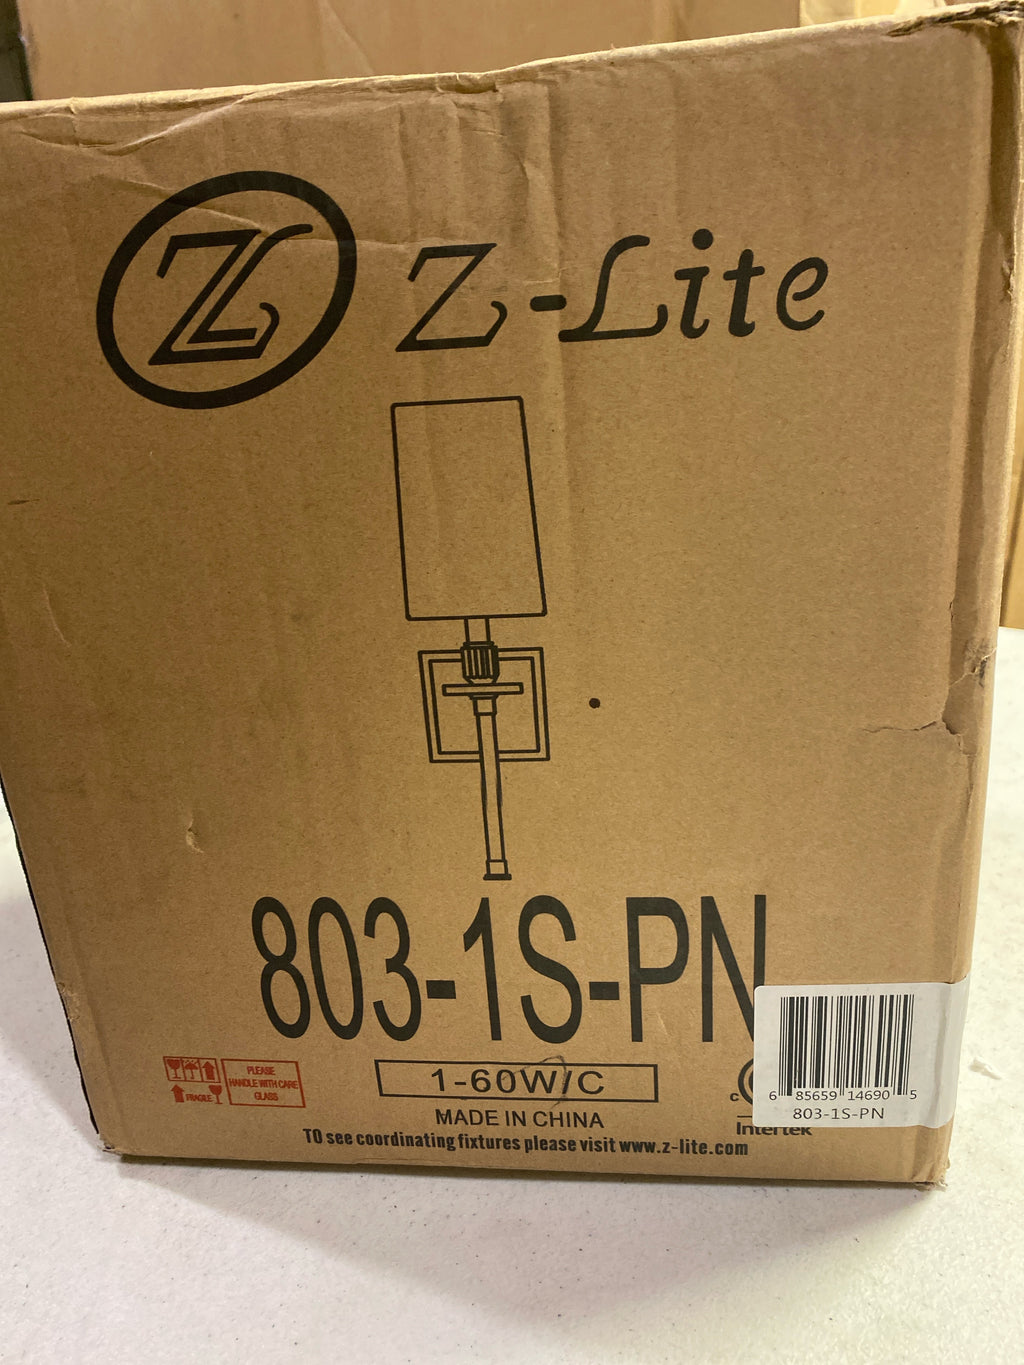 Z-Lite
803-1S-PN
PLEASE
HANDLE WITH CARE
GLASS
FRAGILE
1-60W/C
MADE IN CHINA
TO see coordinating fixtures please visit www.z-lite.com
6 85659 14690 5
803-1S-PN
c
Intertek